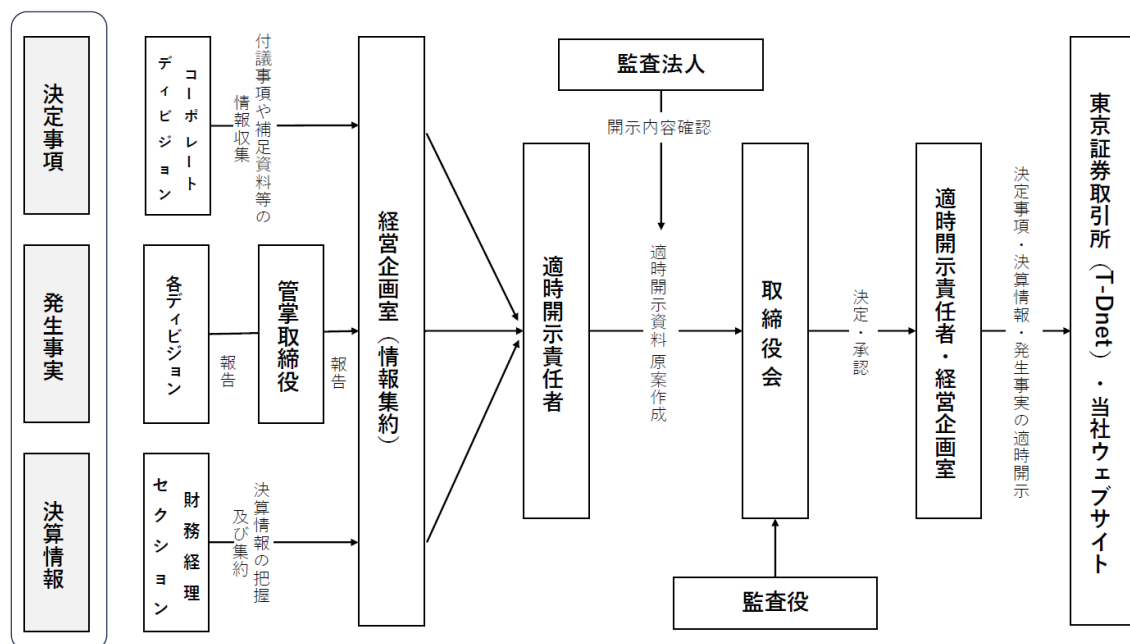 決定事項
発生事実
決算情報
コーポレート
ディビジョン
付議事項や補足資料等の
情報収集
各ディビジョン
報告
管掌取締役
報告
財務経理
セクション
決算情報の把握
及び集約
経営企画室（情報集約）
適時開示責任者
監査法人
開示内容確認
適時開示資料 原案作成
取締役会
監査役
決定・承認
適時開示責任者・経営企画室
決定事項・決算情報・発生事実の適時開示
東京証券取引所（T-Dnet）・当社ウェブサイト